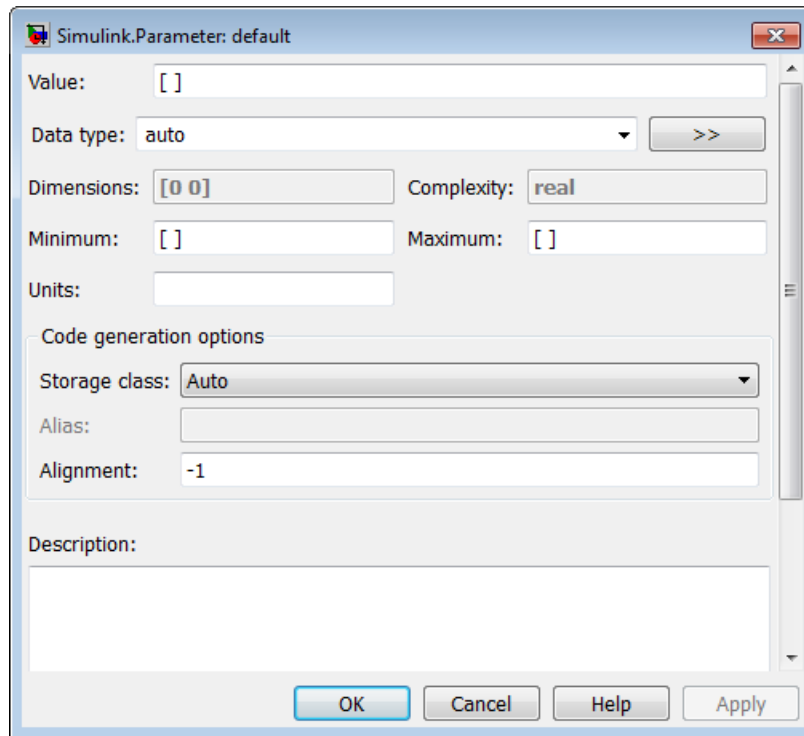 Simulink.Parameter: default
Value: [ ]
Data type: auto >>
Dimensions: [0 0] Complexity: real
Minimum: [ ] Maximum: [ ]
Units:
Code generation options
Storage class: Auto
Alias:
Alignment: -1
Description:
OK Cancel Help Apply